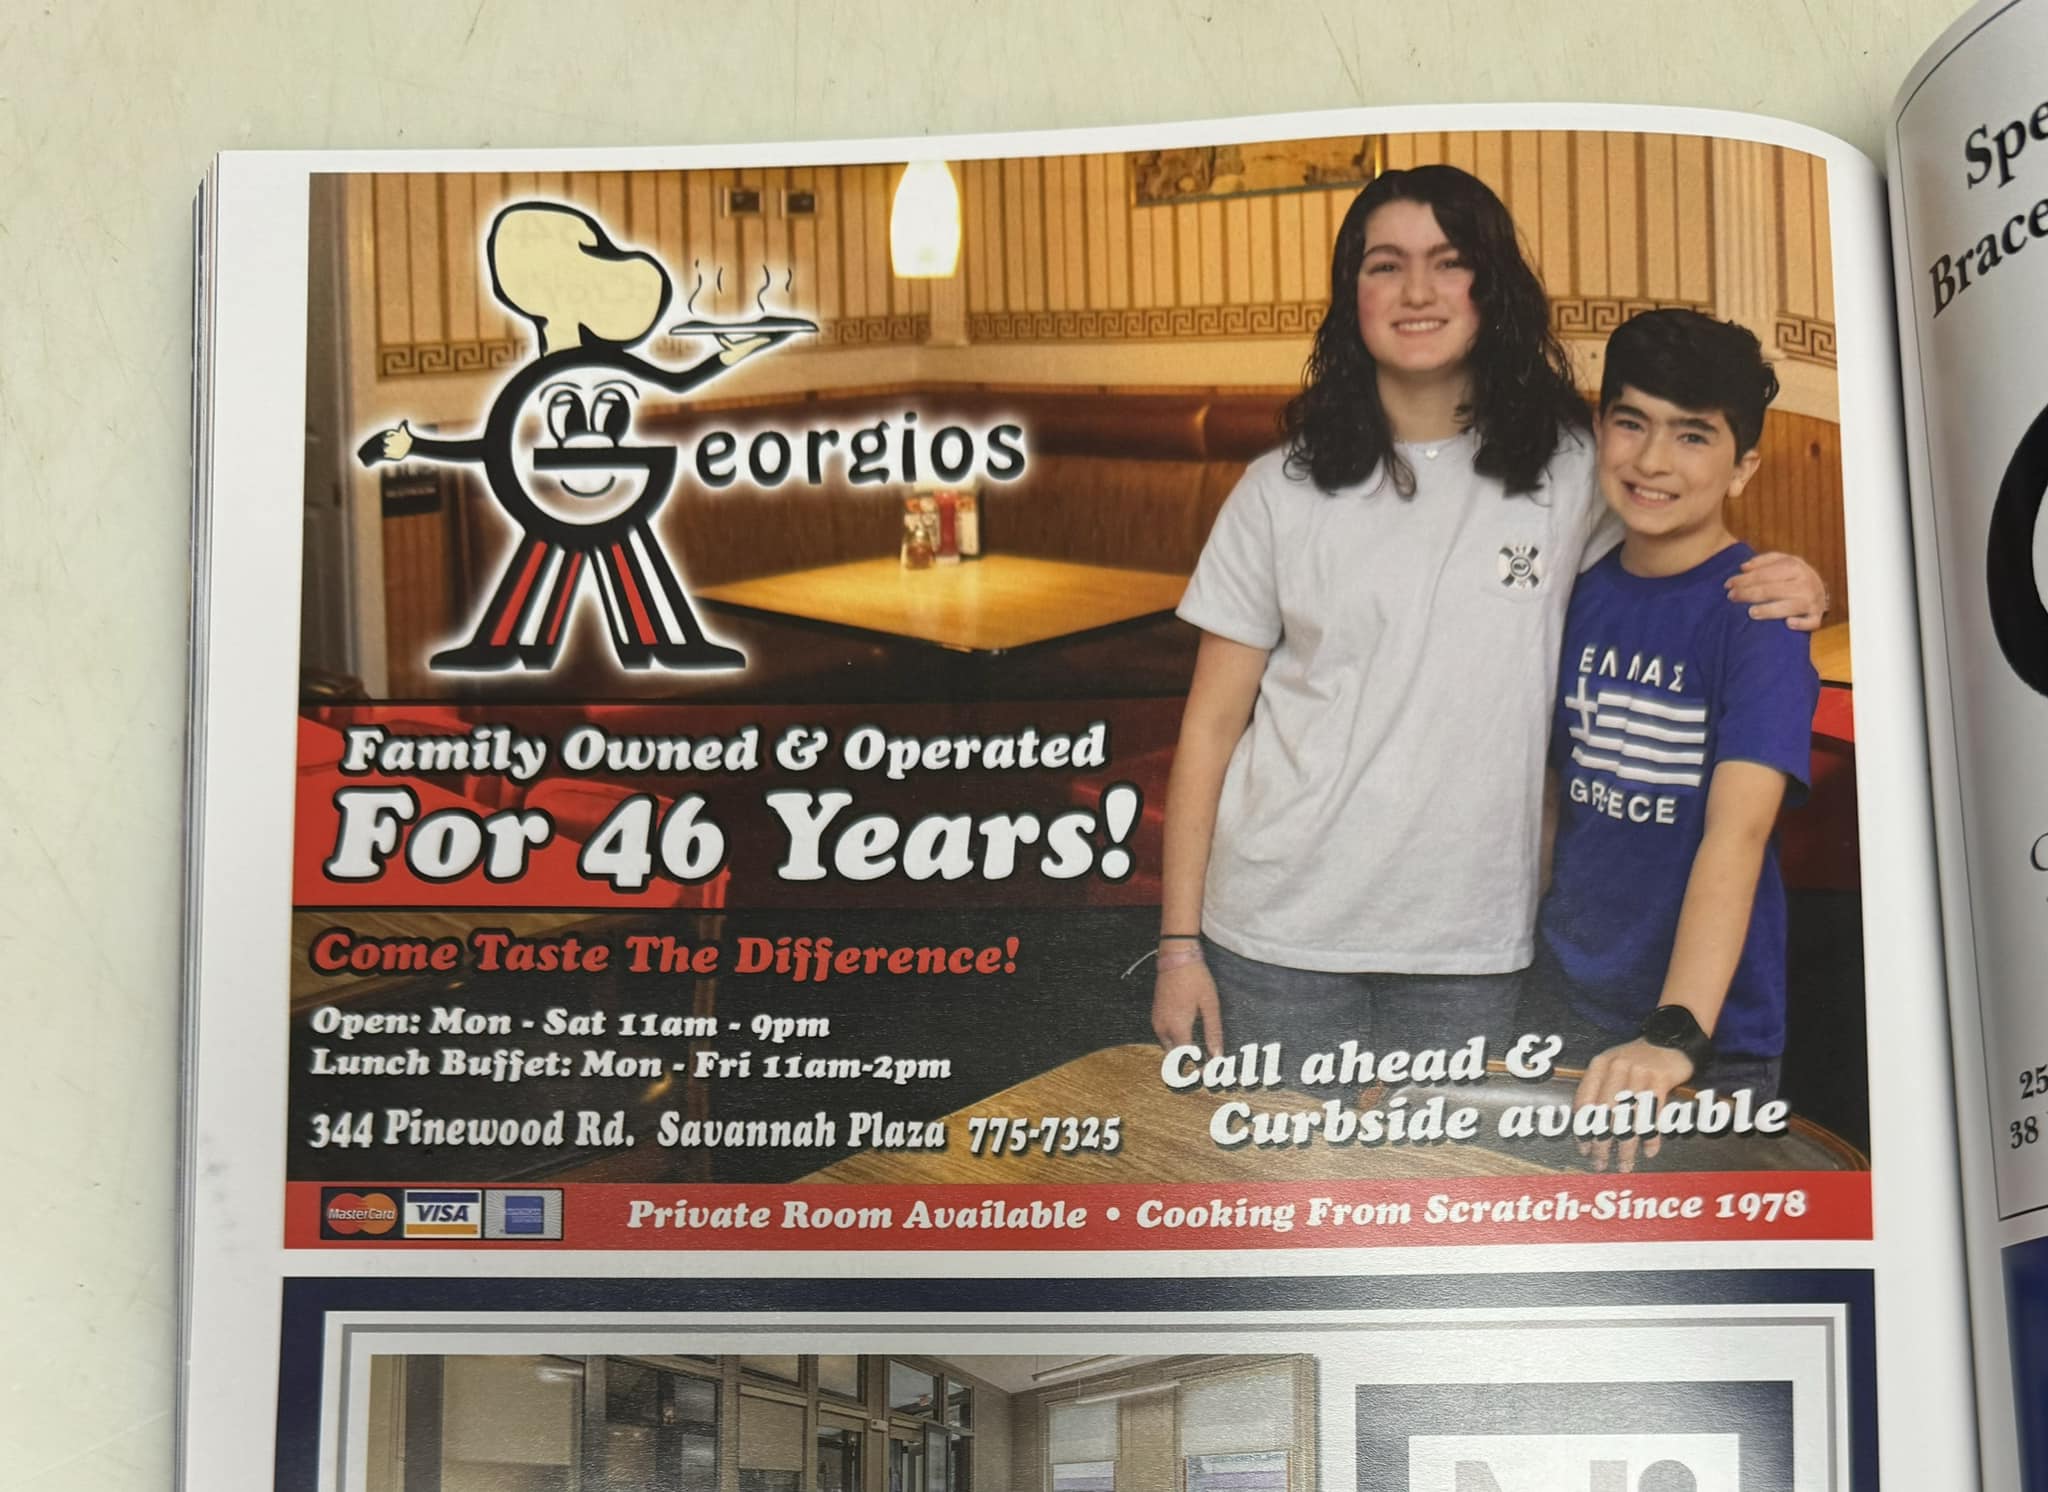 Georgios
Family Owned & Operated
For 46 Years!
Come Taste The Difference!
Open: Mon - Sat 11am - 9pm
Lunch Buffet: Mon - Fri 11am-2pm
344 Pinewood Rd. Savannah Plaza 775-7325
Call ahead &
Curbside available
ΕΛΛΑΣ
GREECE
MasterCard VISA
Private Room Available • Cooking From Scratch-Since 1978
25
38